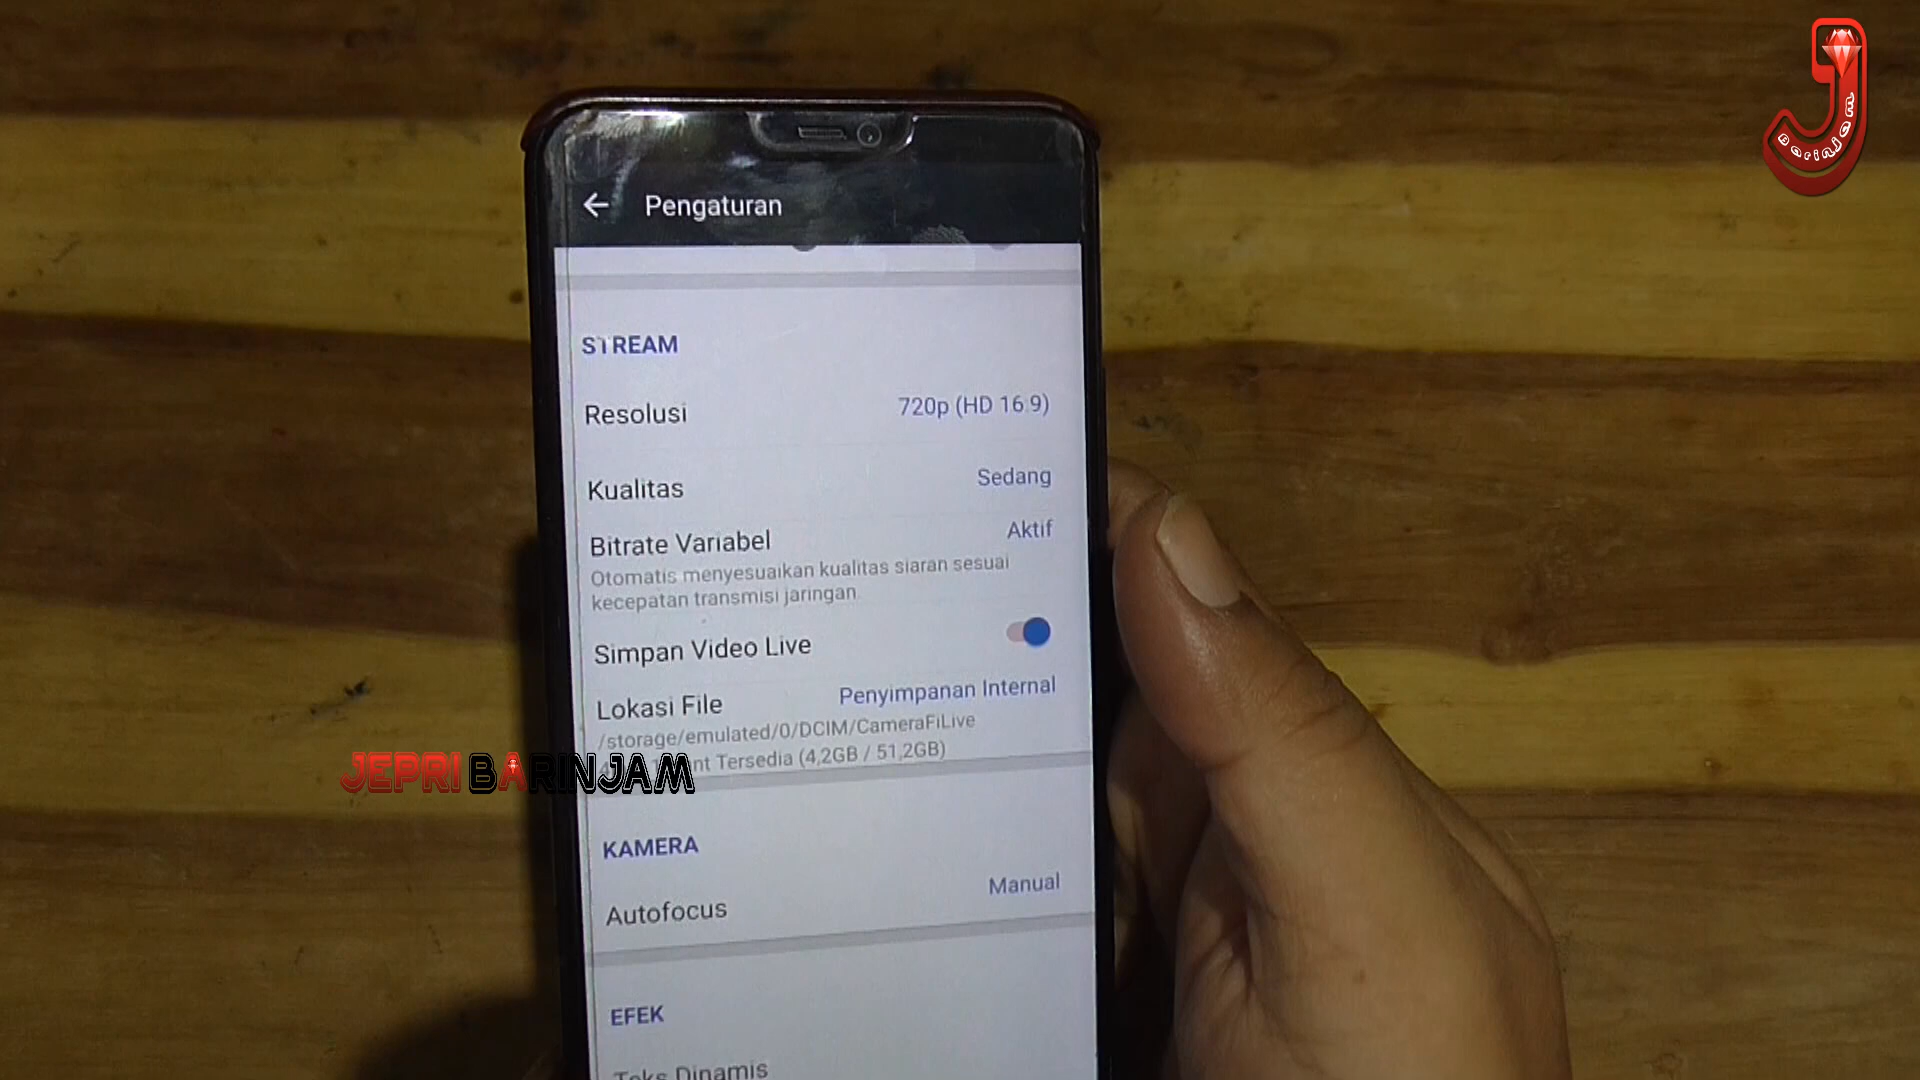 Barinjam
Pengaturan
STREAM
Resolusi 720p (HD 16:9)
Kualitas Sedang
Bitrate Variabel Aktif
Otomatis menyesuaikan kualitas siaran sesuai
kecepatan transmisi jaringan
Simpan Video Live
Lokasi File Penyimpanan Internal
/storage/emulated/0/DCIM/CameraFiLive
Tersedia (4,2GB / 51,2GB)
JEPRI BARINJAM
KAMERA
Autofocus Manual
EFEK
Teks Dinamis